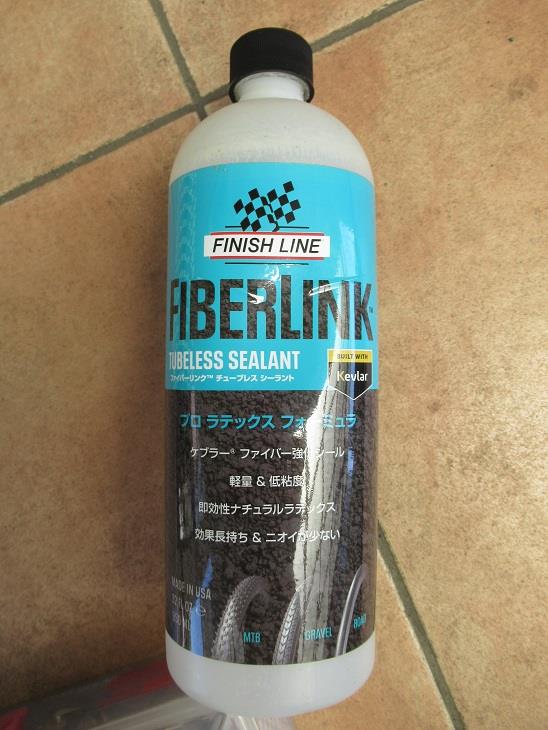 FINISH LINE
FIBERLINK™
TUBELESS SEALANT
ファイバーリンク™ チューブレス シーラント
BUILT WITH
Kevlar
プロ ラテックス フォーミュラ
ケブラー® ファイバー強化シール
軽量 & 低粘度
即効性ナチュラルラテックス
効果長持ち & ニオイが少ない
MADE IN USA
FL OZ ℮
MTB
GRAVEL
ROAD